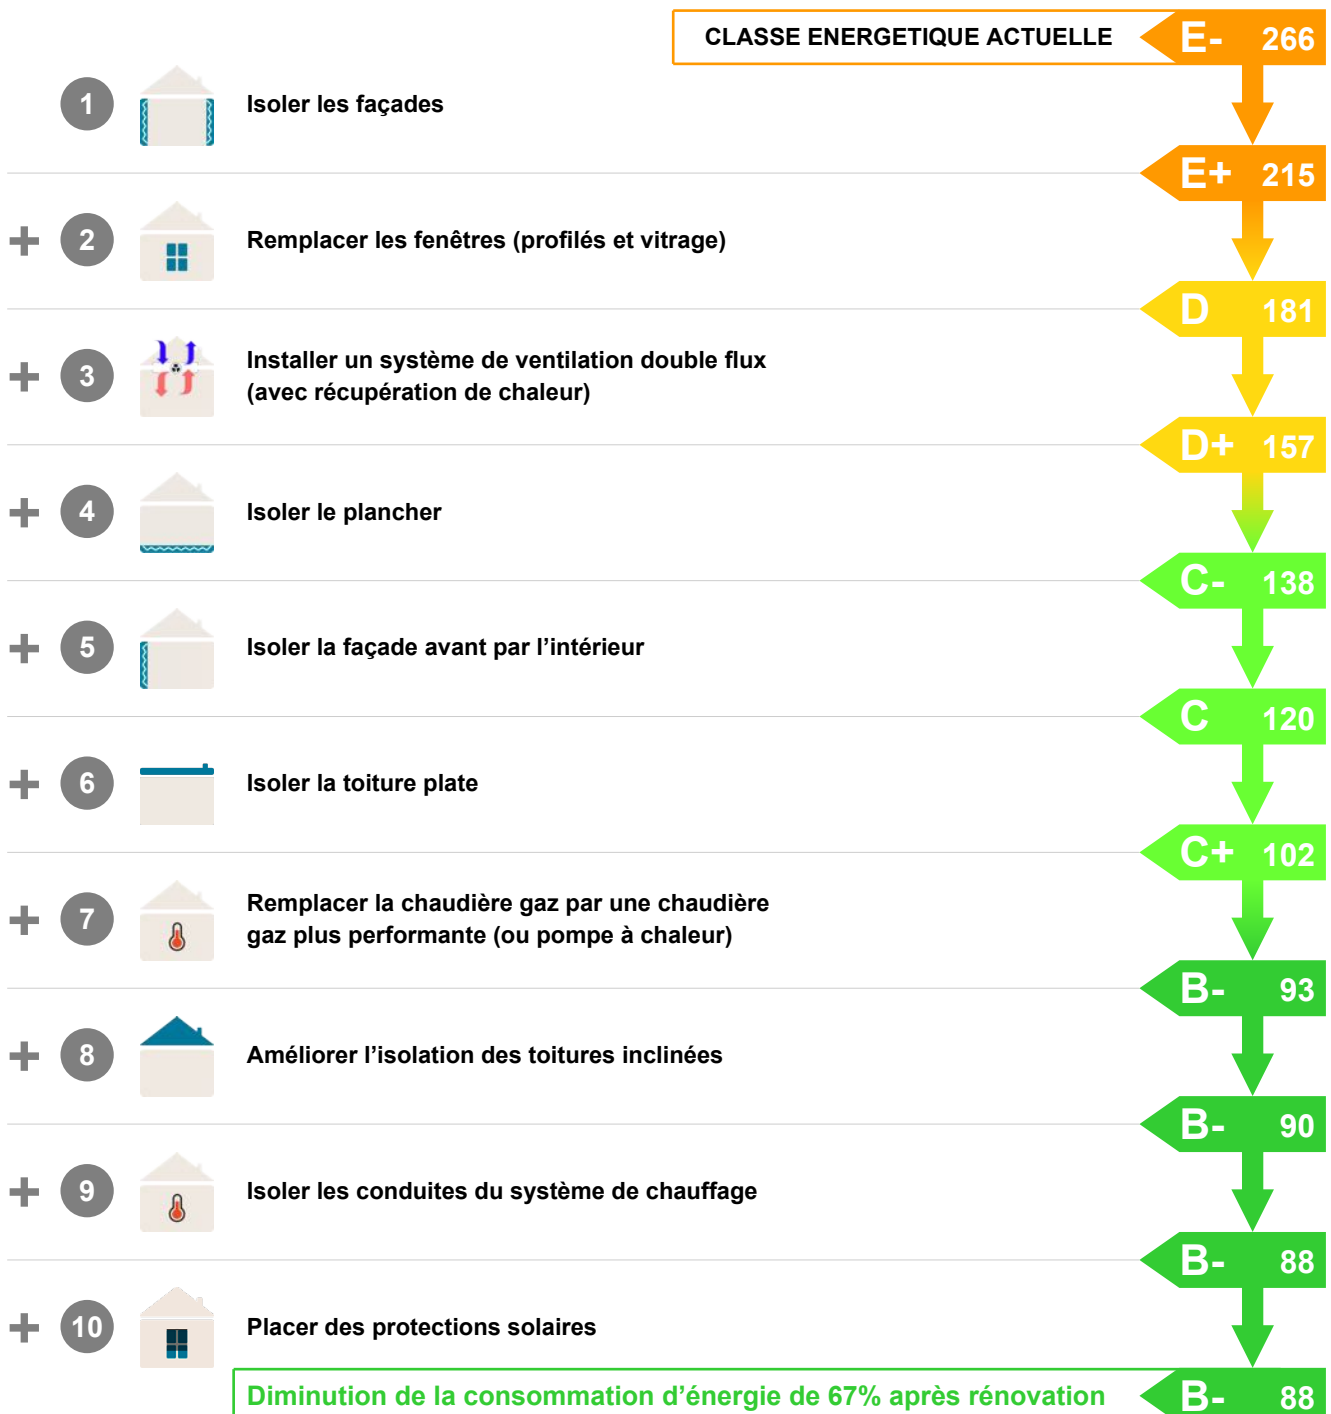 CLASSE ENERGETIQUE ACTUELLE E- 266
1 Isoler les façades
E+ 215
+ 2 Remplacer les fenêtres (profilés et vitrage)
D 181
+ 3 Installer un système de ventilation double flux
(avec récupération de chaleur)
D+ 157
+ 4 Isoler le plancher
C- 138
+ 5 Isoler la façade avant par l’intérieur
C 120
+ 6 Isoler la toiture plate
C+ 102
+ 7 Remplacer la chaudière gaz par une chaudière
gaz plus performante (ou pompe à chaleur)
B- 93
+ 8 Améliorer l’isolation des toitures inclinées
B- 90
+ 9 Isoler les conduites du système de chauffage
B- 88
+ 10 Placer des protections solaires
Diminution de la consommation d’énergie de 67% après rénovation B- 88